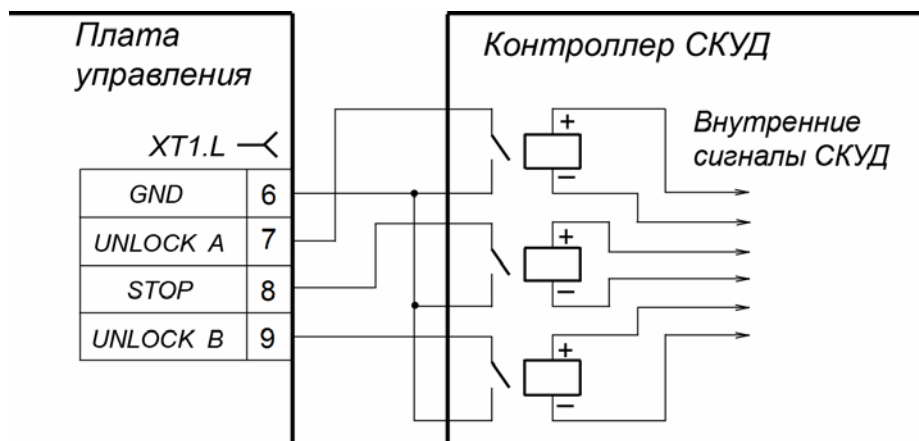 Плата
управления
Контроллер СКУД
XT1.L
GND 6
UNLOCK A 7
STOP 8
UNLOCK B 9
Внутренние
сигналы СКУД
+
−
+
−
+
−